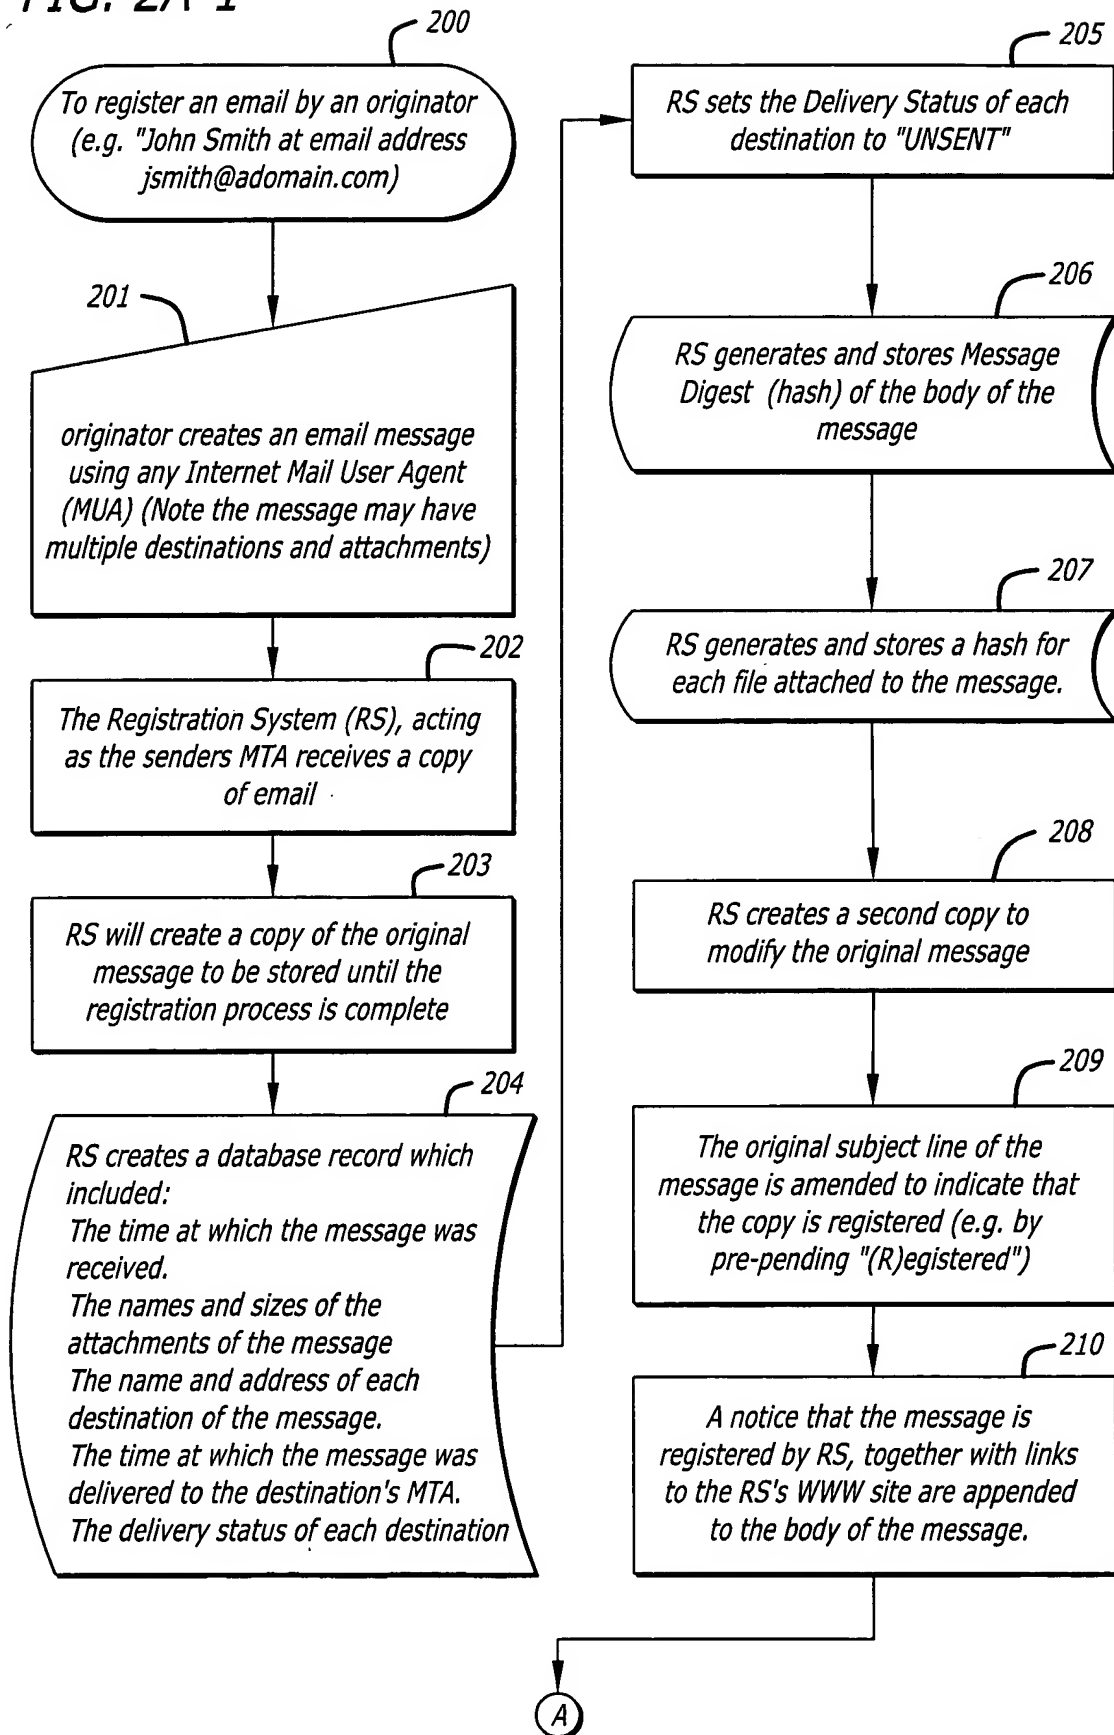 FIG. 2A-1
200
To register an email by an originator
(e.g. "John Smith at email address
jsmith@adomain.com)
201
originator creates an email message
using any Internet Mail User Agent
(MUA) (Note the message may have
multiple destinations and attachments)
202
The Registration System (RS), acting
as the senders MTA receives a copy
of email
203
RS will create a copy of the original
message to be stored until the
registration process is complete
204
RS creates a database record which
included:
The time at which the message was
received.
The names and sizes of the
attachments of the message
The name and address of each
destination of the message.
The time at which the message was
delivered to the destination's MTA.
The delivery status of each destination
205
RS sets the Delivery Status of each
destination to "UNSENT"
206
RS generates and stores Message
Digest (hash) of the body of the
message
207
RS generates and stores a hash for
each file attached to the message.
208
RS creates a second copy to
modify the original message
209
The original subject line of the
message is amended to indicate that
the copy is registered (e.g. by
pre-pending "(R)egistered")
210
A notice that the message is
registered by RS, together with links
to the RS's WWW site are appended
to the body of the message.
A